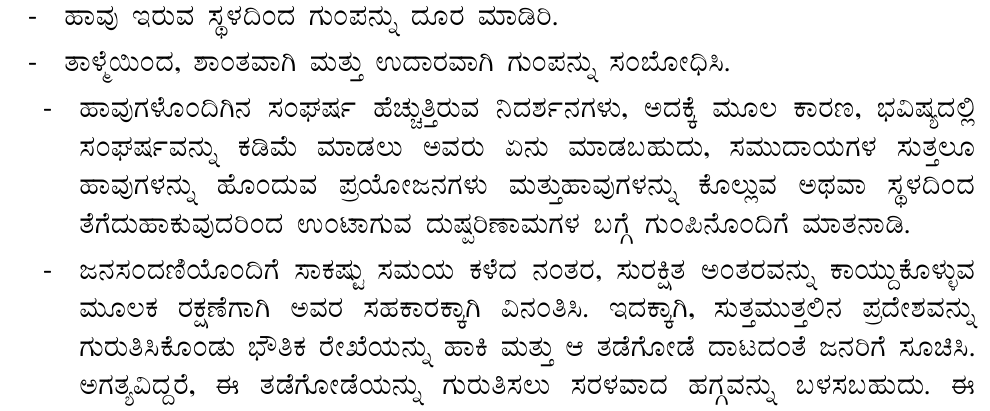 - ಹಾವು ಇರುವ ಸ್ಥಳದಿಂದ ಗುಂಪನ್ನು ದೂರ ಮಾಡಿರಿ.
- ತಾಳ್ಮೆಯಿಂದ, ಶಾಂತವಾಗಿ ಮತ್ತು ಉದಾರವಾಗಿ ಗುಂಪನ್ನು ಸಂಬೋಧಿಸಿ.
- ಹಾವುಗಳೊಂದಿಗಿನ ಸಂಘರ್ಷ ಹೆಚ್ಚುತ್ತಿರುವ ನಿದರ್ಶನಗಳು, ಅದಕ್ಕೆ ಮೂಲ ಕಾರಣ, ಭವಿಷ್ಯದಲ್ಲಿ
ಸಂಘರ್ಷವನ್ನು ಕಡಿಮೆ ಮಾಡಲು ಅವರು ಏನು ಮಾಡಬಹುದು, ಸಮುದಾಯಗಳ ಸುತ್ತಲೂ
ಹಾವುಗಳನ್ನು ಹೊಂದುವ ಪ್ರಯೋಜನಗಳು ಮತ್ತುಹಾವುಗಳನ್ನು ಕೊಲ್ಲುವ ಅಥವಾ ಸ್ಥಳದಿಂದ
ತೆಗೆದುಹಾಕುವುದರಿಂದ ಉಂಟಾಗುವ ದುಷ್ಪರಿಣಾಮಗಳ ಬಗ್ಗೆ ಗುಂಪಿನೊಂದಿಗೆ ಮಾತನಾಡಿ.
- ಜನಸಂದಣಿಯೊಂದಿಗೆ ಸಾಕಷ್ಟು ಸಮಯ ಕಳೆದ ನಂತರ, ಸುರಕ್ಷಿತ ಅಂತರವನ್ನು ಕಾಯ್ದುಕೊಳ್ಳುವ
ಮೂಲಕ ರಕ್ಷಣೆಗಾಗಿ ಅವರ ಸಹಕಾರಕ್ಕಾಗಿ ವಿನಂತಿಸಿ. ಇದಕ್ಕಾಗಿ, ಸುತ್ತಮುತ್ತಲಿನ ಪ್ರದೇಶವನ್ನು
ಗುರುತಿಸಿಕೊಂಡು ಭೌತಿಕ ರೇಖೆಯನ್ನು ಹಾಕಿ ಮತ್ತು ಆ ತಡೆಗೋಡೆ ದಾಟದಂತೆ ಜನರಿಗೆ ಸೂಚಿಸಿ.
ಅಗತ್ಯವಿದ್ದರೆ, ಈ ತಡೆಗೋಡೆಯನ್ನು ಗುರುತಿಸಲು ಸರಳವಾದ ಹಗ್ಗವನ್ನು ಬಳಸಬಹುದು. ಈ